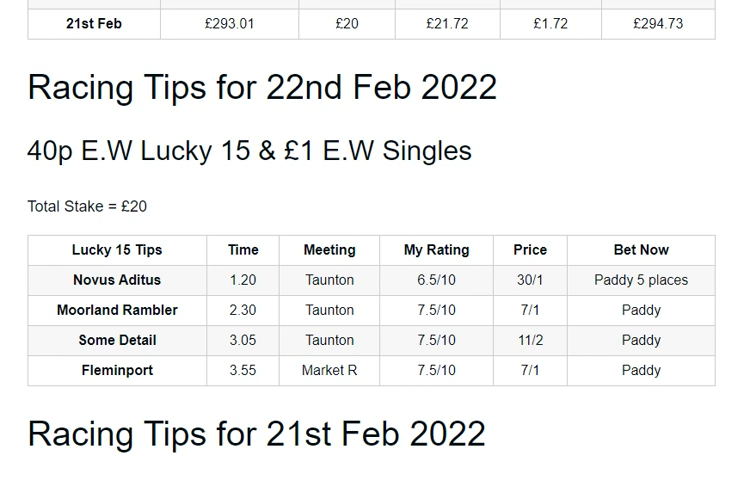 21st Feb £293.01 £20 £21.72 £1.72 £294.73
Racing Tips for 22nd Feb 2022
40p E.W Lucky 15 & £1 E.W Singles
Total Stake = £20
Lucky 15 Tips Time Meeting My Rating Price Bet Now
Novus Aditus 1.20 Taunton 6.5/10 30/1 Paddy 5 places
Moorland Rambler 2.30 Taunton 7.5/10 7/1 Paddy
Some Detail 3.05 Taunton 7.5/10 11/2 Paddy
Fleminport 3.55 Market R 7.5/10 7/1 Paddy
Racing Tips for 21st Feb 2022